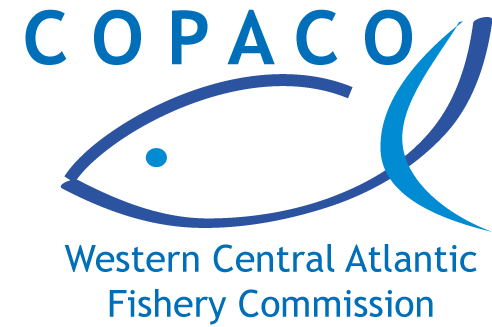 COPACO
Western Central Atlantic
Fishery Commission